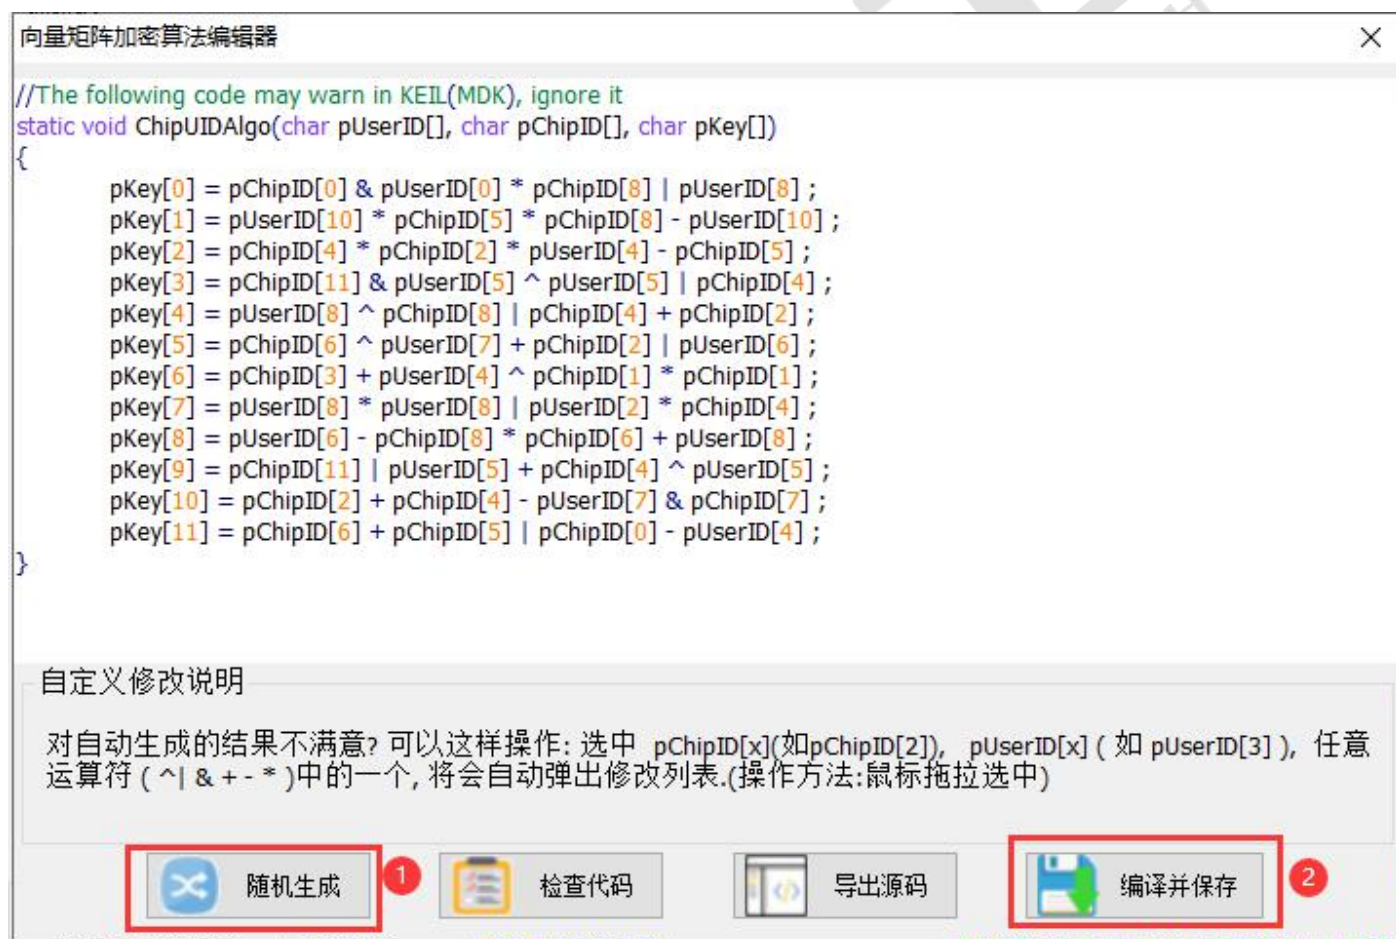 向量矩阵加密算法编辑器
//The following code may warn in KEIL(MDK), ignore it
static void ChipUIDAlgo(char pUserID[], char pChipID[], char pKey[])
{
pKey[0] = pChipID[0] & pUserID[0] * pChipID[8] | pUserID[8] ;
pKey[1] = pUserID[10] * pChipID[5] * pChipID[8] - pUserID[10] ;
pKey[2] = pChipID[4] * pChipID[2] * pUserID[4] - pChipID[5] ;
pKey[3] = pChipID[11] & pUserID[5] ^ pUserID[5] | pChipID[4] ;
pKey[4] = pUserID[8] ^ pChipID[8] | pChipID[4] + pChipID[2] ;
pKey[5] = pChipID[6] ^ pUserID[7] + pChipID[2] | pUserID[6] ;
pKey[6] = pChipID[3] + pUserID[4] ^ pChipID[1] * pChipID[1] ;
pKey[7] = pUserID[8] * pUserID[8] | pUserID[2] * pChipID[4] ;
pKey[8] = pUserID[6] - pChipID[8] * pChipID[6] + pUserID[8] ;
pKey[9] = pChipID[11] | pUserID[5] + pChipID[4] ^ pUserID[5] ;
pKey[10] = pChipID[2] + pChipID[4] - pUserID[7] & pChipID[7] ;
pKey[11] = pChipID[6] + pChipID[5] | pChipID[0] - pUserID[4] ;
}
自定义修改说明
对自动生成的结果不满意? 可以这样操作: 选中 pChipID[x](如pChipID[2]), pUserID[x] ( 如 pUserID[3] ), 任意
运算符 ( ^| & + - * )中的一个, 将会自动弹出修改列表.(操作方法:鼠标拖拉选中)
随机生成 1 检查代码 导出源码 编译并保存 2